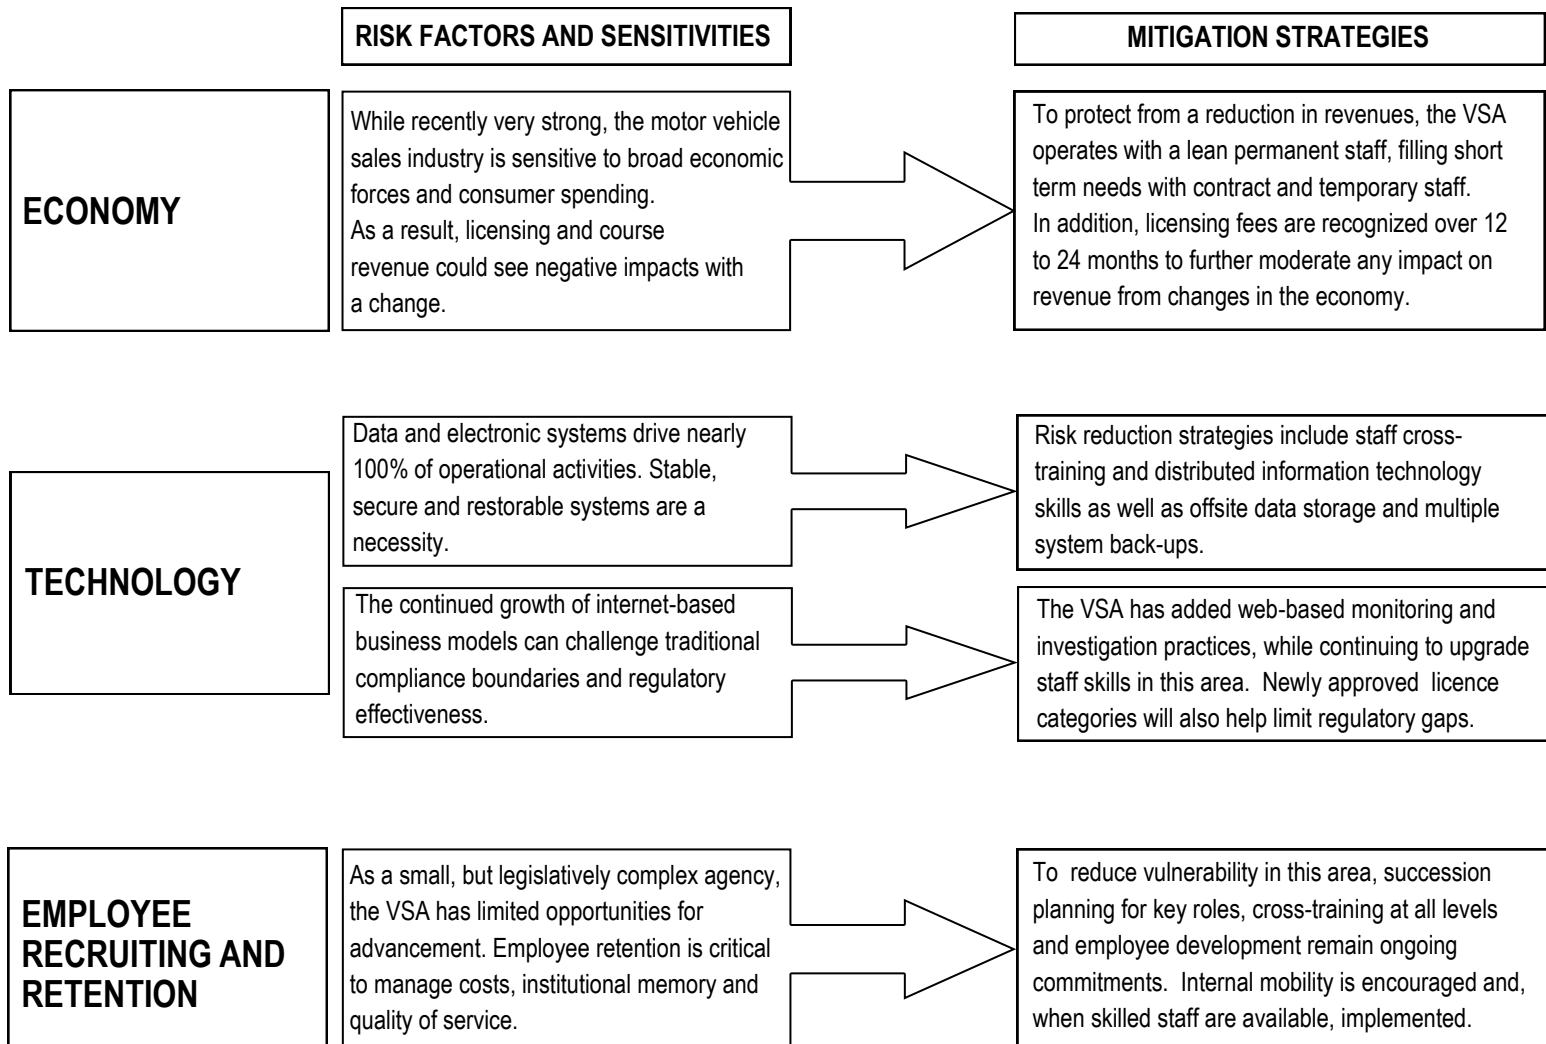 RISK FACTORS AND SENSITIVITIES
MITIGATION STRATEGIES
ECONOMY
While recently very strong, the motor vehicle
sales industry is sensitive to broad economic
forces and consumer spending.
As a result, licensing and course
revenue could see negative impacts with
a change.
To protect from a reduction in revenues, the VSA
operates with a lean permanent staff, filling short
term needs with contract and temporary staff.
In addition, licensing fees are recognized over 12
to 24 months to further moderate any impact on
revenue from changes in the economy.
TECHNOLOGY
Data and electronic systems drive nearly
100% of operational activities. Stable,
secure and restorable systems are a
necessity.
Risk reduction strategies include staff cross-
training and distributed information technology
skills as well as offsite data storage and multiple
system back-ups.
The continued growth of internet-based
business models can challenge traditional
compliance boundaries and regulatory
effectiveness.
The VSA has added web-based monitoring and
investigation practices, while continuing to upgrade
staff skills in this area.  Newly approved  licence
categories will also help limit regulatory gaps.
EMPLOYEE
RECRUITING AND
RETENTION
As a small, but legislatively complex agency,
the VSA has limited opportunities for
advancement. Employee retention is critical
to manage costs, institutional memory and
quality of service.
To  reduce vulnerability in this area, succession
planning for key roles, cross-training at all levels
and employee development remain ongoing
commitments.  Internal mobility is encouraged and,
when skilled staff are available, implemented.